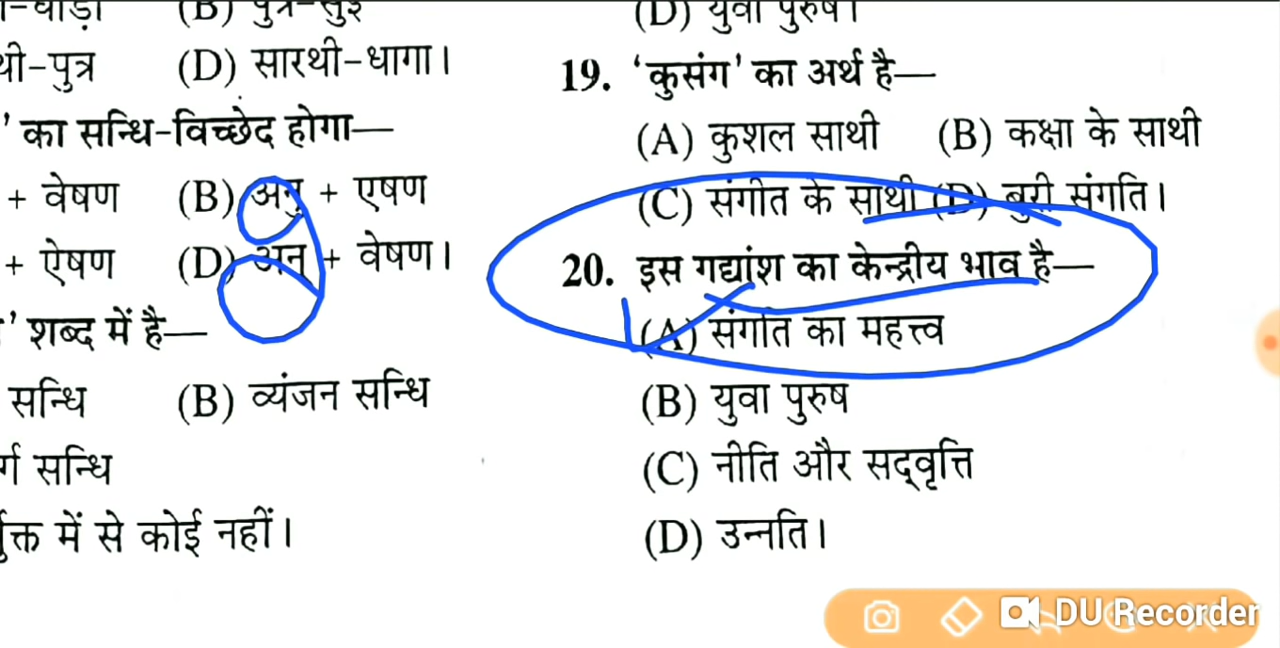 (B) पुत्र-सुई
थी-पुत्र (D) सारथी-धागा।
' का सन्धि-विच्छेद होगा—
+ वेषण (B) अनु + एषण
+ ऐषण (D) अन + वेषण।
' शब्द में है—
सन्धि (B) व्यंजन सन्धि
र्ग सन्धि
में से कोई नहीं।
(D) युवा पुरुष।
19. 'कुसंग' का अर्थ है—
(A) कुशल साथी (B) कक्षा के साथी
(C) संगीत के साथी (D) बुरी संगति।
20. इस गद्यांश का केन्द्रीय भाव है—
(A) संगति का महत्त्व
(B) युवा पुरुष
(C) नीति और सद्वृत्ति
(D) उन्नति।
DU Recorder